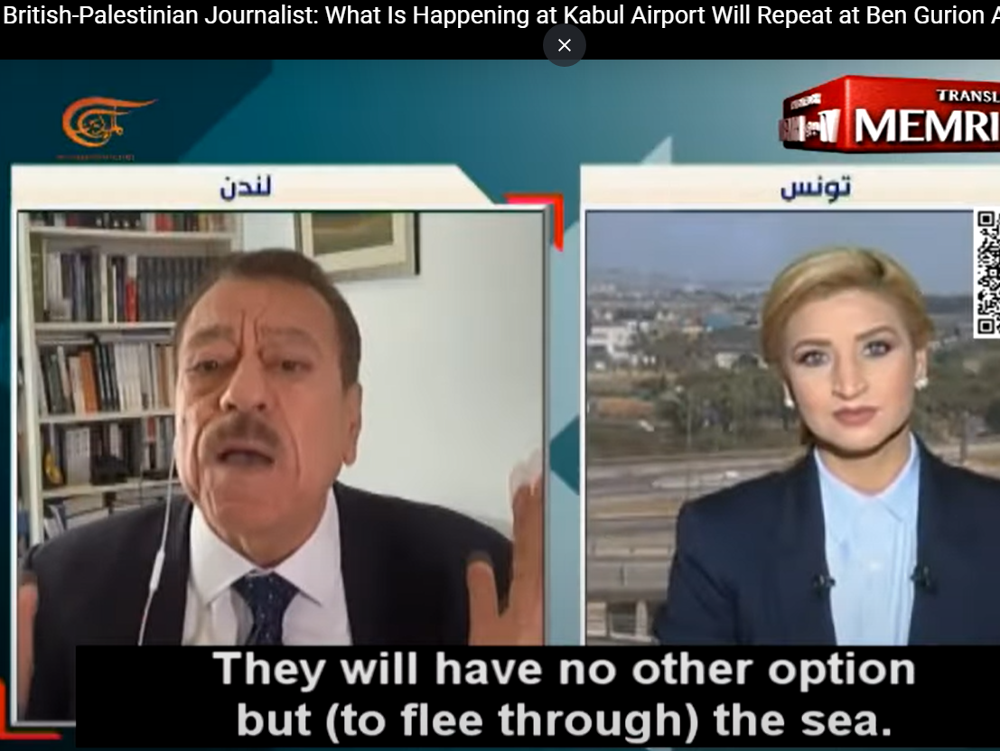 British-Palestinian Journalist: What Is Happening at Kabul Airport Will Repeat at Ben Gurion A
TRANSL
MEMRI
لندن
تونس
They will have no other option
but (to flee through) the sea.